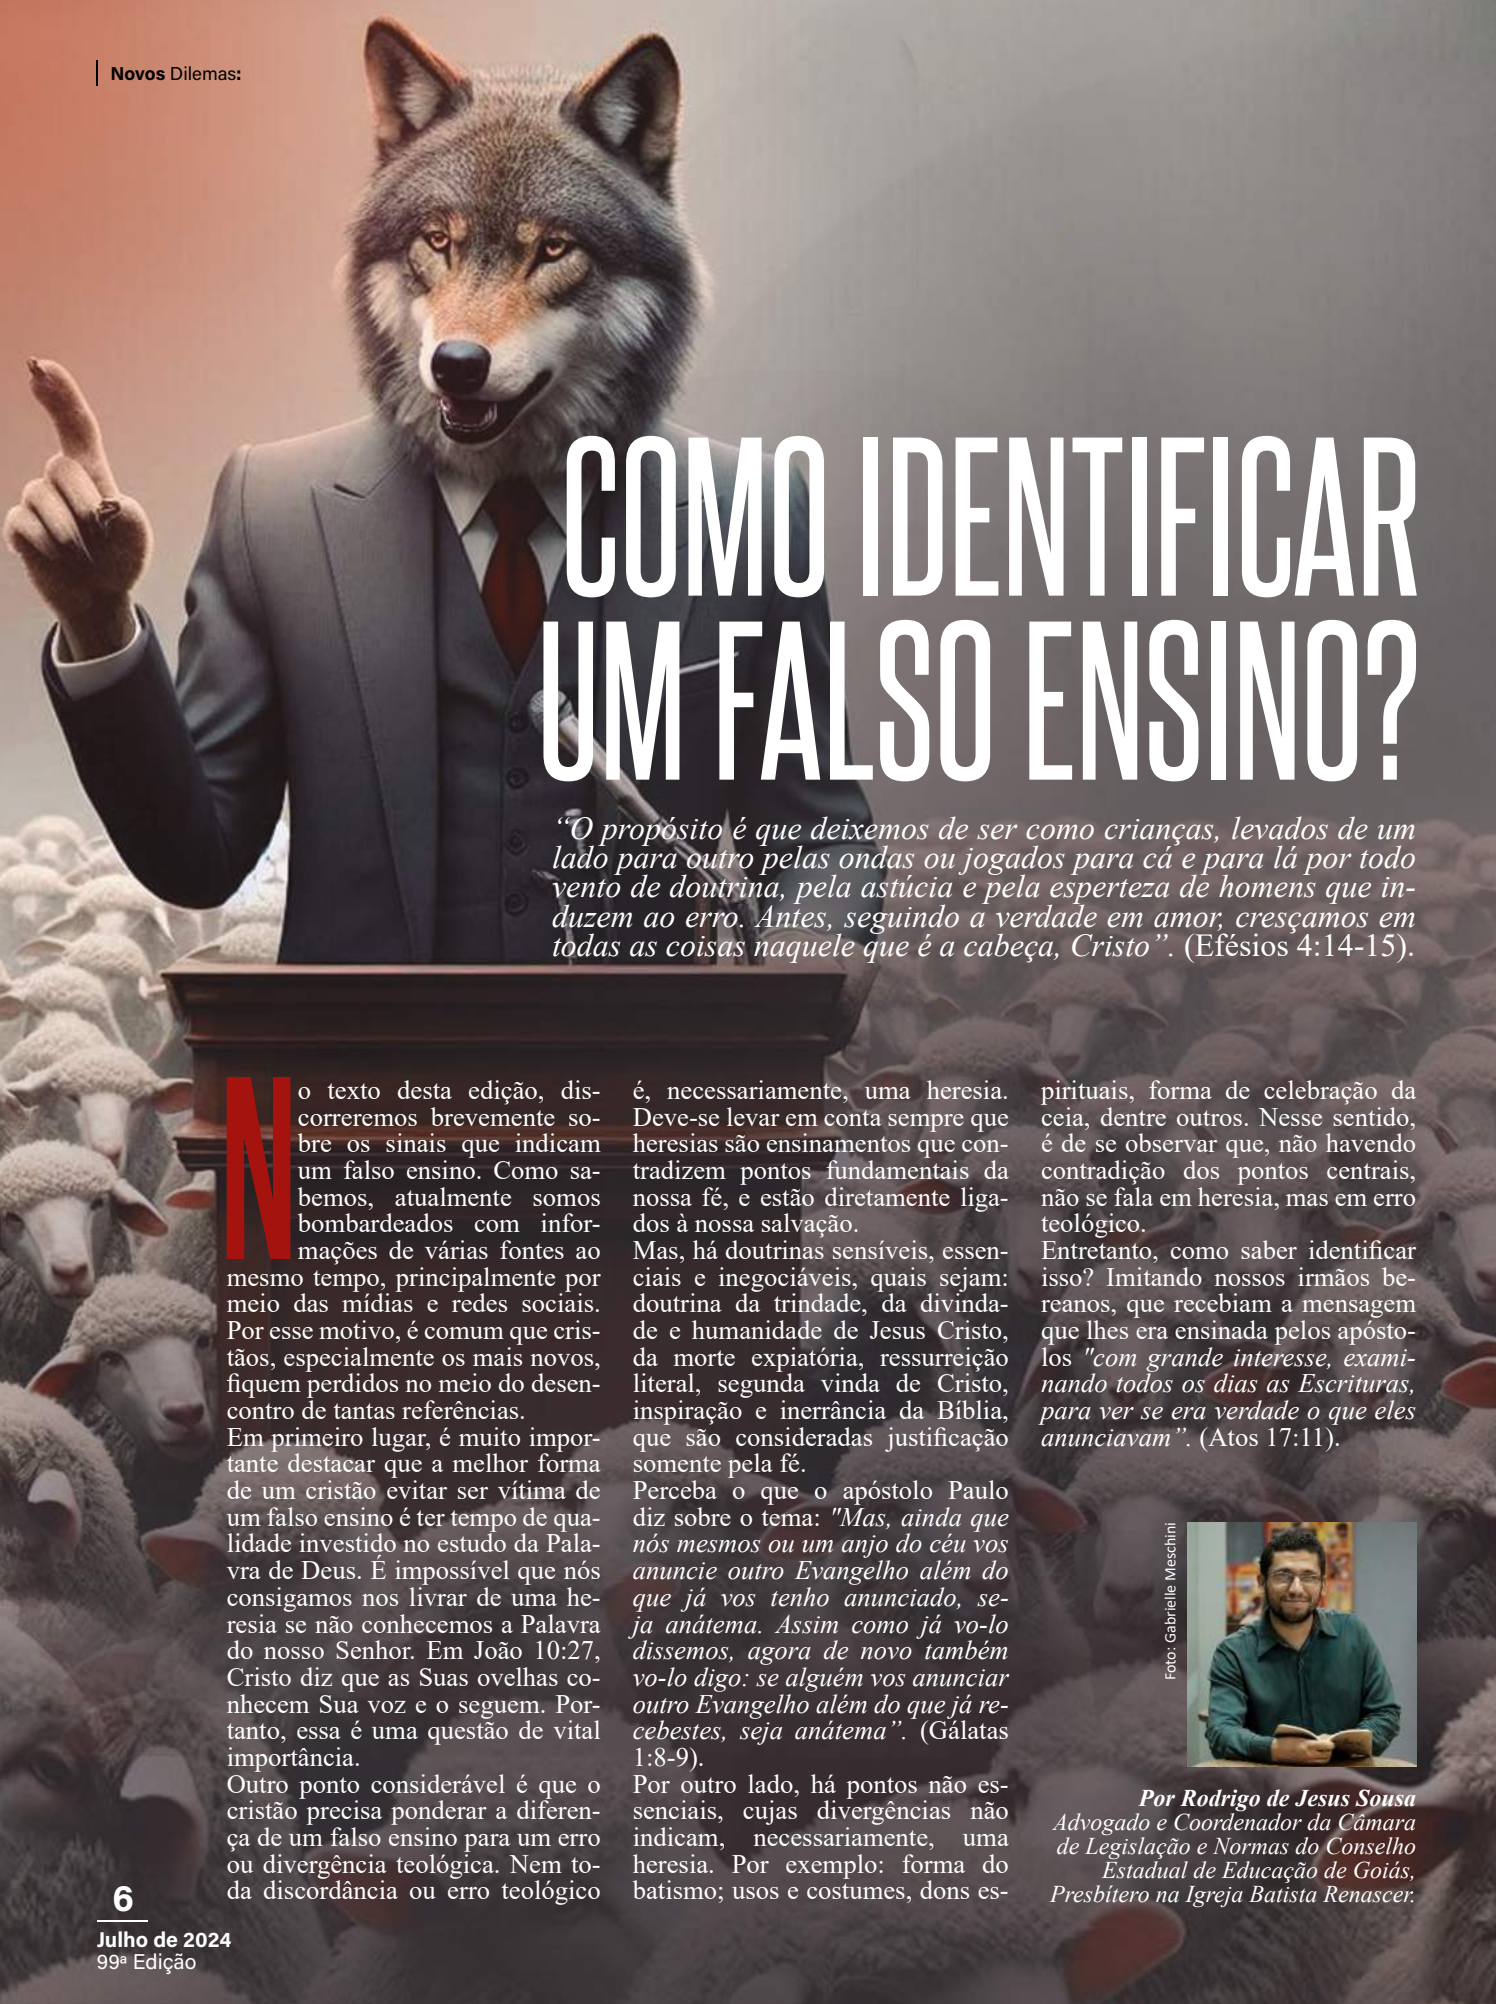 Novos Dilemas:
COMO IDENTIFICAR
UM FALSO ENSINO?
“O propósito é que deixemos de ser como crianças, levados de um
lado para outro pelas ondas ou jogados para cá e para lá por todo
vento de doutrina, pela astúcia e pela esperteza de homens que in-
duzem ao erro. Antes, seguindo a verdade em amor, cresçamos em
todas as coisas naquele que é a cabeça, Cristo”. (Efésios 4:14-15).
No texto desta edição, dis-
correremos brevemente so-
bre os sinais que indicam
um falso ensino. Como sa-
bemos, atualmente somos
bombardeados com infor-
mações de várias fontes ao
mesmo tempo, principalmente por
meio das mídias e redes sociais.
Por esse motivo, é comum que cris-
tãos, especialmente os mais novos,
fiquem perdidos no meio do desen-
contro de tantas referências.
Em primeiro lugar, é muito impor-
tante destacar que a melhor forma
de um cristão evitar ser vítima de
um falso ensino é ter tempo de qua-
lidade investido no estudo da Pala-
vra de Deus. É impossível que nós
consigamos nos livrar de uma he-
resia se não conhecemos a Palavra
do nosso Senhor. Em João 10:27,
Cristo diz que as Suas ovelhas co-
nhecem Sua voz e o seguem. Por-
tanto, essa é uma questão de vital
importância.
Outro ponto considerável é que o
cristão precisa ponderar a diferen-
ça de um falso ensino para um erro
ou divergência teológica. Nem to-
da discordância ou erro teológico
é, necessariamente, uma heresia.
Deve-se levar em conta sempre que
heresias são ensinamentos que con-
tradizem pontos fundamentais da
nossa fé, e estão diretamente liga-
dos à nossa salvação.
Mas, há doutrinas sensíveis, essen-
ciais e inegociáveis, quais sejam:
doutrina da trindade, da divinda-
de e humanidade de Jesus Cristo,
da morte expiatória, ressurreição
literal, segunda vinda de Cristo,
inspiração e inerrância da Bíblia,
que são consideradas justificação
somente pela fé.
Perceba o que o apóstolo Paulo
diz sobre o tema: "Mas, ainda que
nós mesmos ou um anjo do céu vos
anuncie outro Evangelho além do
que já vos tenho anunciado, se-
ja anátema. Assim como já vo-lo
dissemos, agora de novo também
vo-lo digo: se alguém vos anunciar
outro Evangelho além do que já re-
cebestes, seja anátema”. (Gálatas
1:8-9).
Por outro lado, há pontos não es-
senciais, cujas divergências não
indicam, necessariamente, uma
heresia. Por exemplo: forma do
batismo; usos e costumes, dons es-
pirituais, forma de celebração da
ceia, dentre outros. Nesse sentido,
é de se observar que, não havendo
contradição dos pontos centrais,
não se fala em heresia, mas em erro
teológico.
Entretanto, como saber identificar
isso? Imitando nossos irmãos be-
reanos, que recebiam a mensagem
que lhes era ensinada pelos apósto-
los "com grande interesse, exami-
nando todos os dias as Escrituras,
para ver se era verdade o que eles
anunciavam”. (Atos 17:11).
Foto: Gabrielle Meschini
Por Rodrigo de Jesus Sousa
Advogado e Coordenador da Câmara
de Legislação e Normas do Conselho
Estadual de Educação de Goiás,
Presbítero na Igreja Batista Renascer.
6
Julho de 2024
99ª Edição